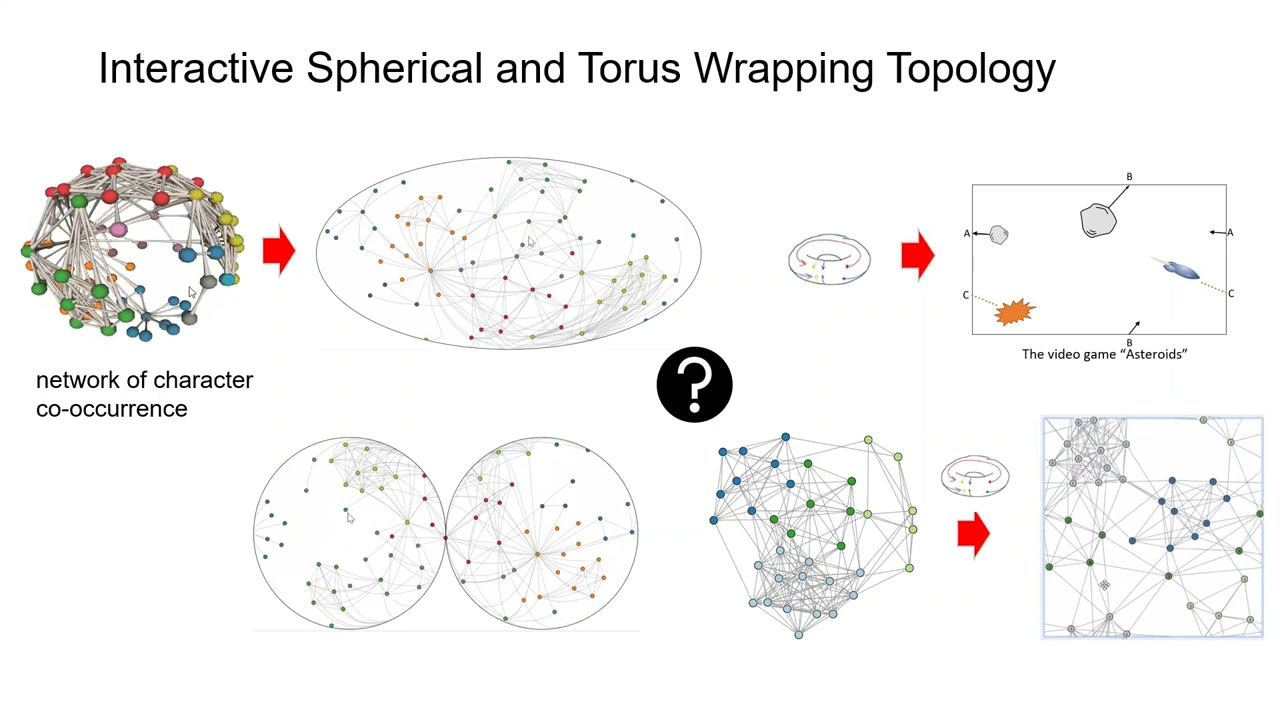 Interactive Spherical and Torus Wrapping Topology
B
A
A
C
C
B
The video game “Asteroids”
network of character
co-occurrence
?